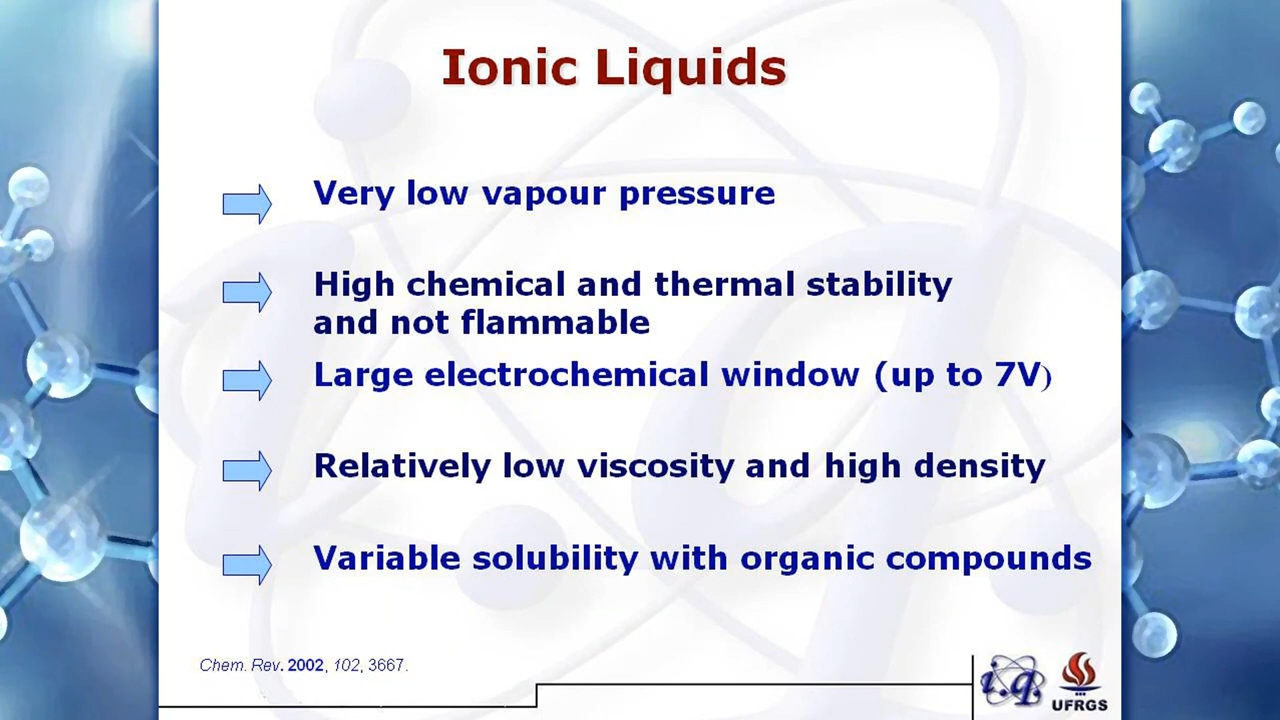 Ionic Liquids
Very low vapour pressure
High chemical and thermal stability
and not flammable
Large electrochemical window (up to 7V)
Relatively low viscosity and high density
Variable solubility with organic compounds
Chem. Rev. 2002, 102, 3667.
i.q.
UFRGS